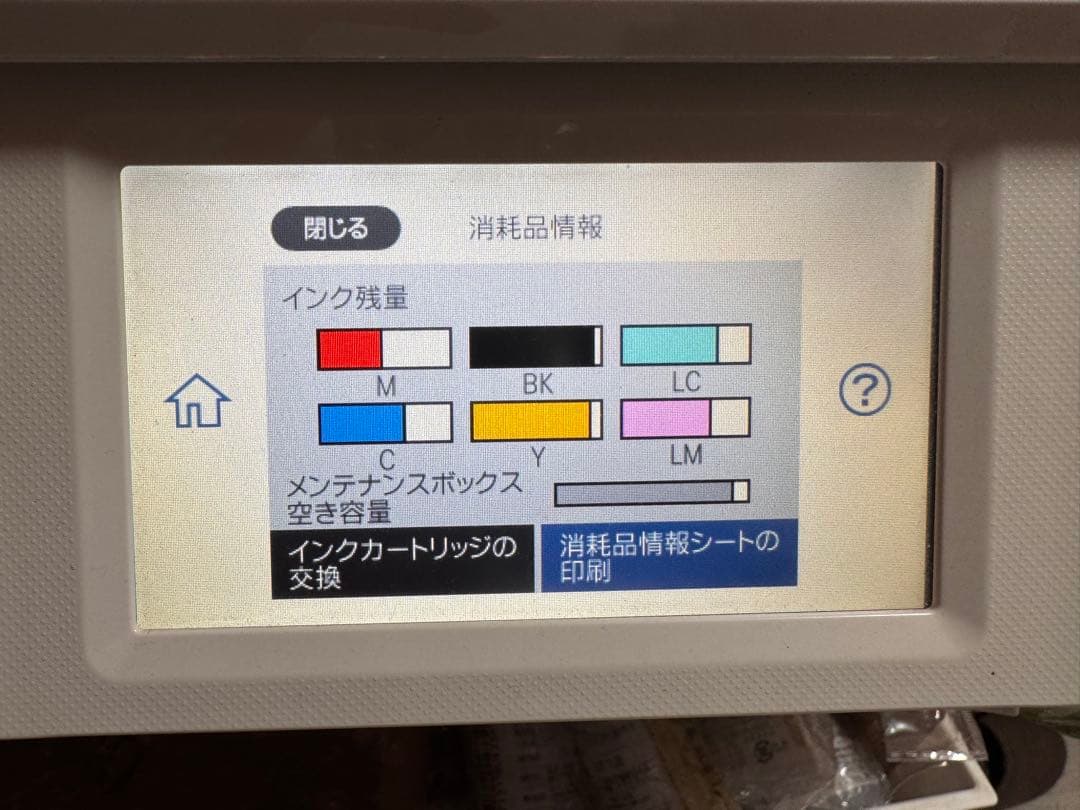 閉じる
消耗品情報
インク残量
M
BK
LC
C
Y
LM
メンテナンスボックス
空き容量
インクカートリッジの
交換
消耗品情報シートの
印刷
?